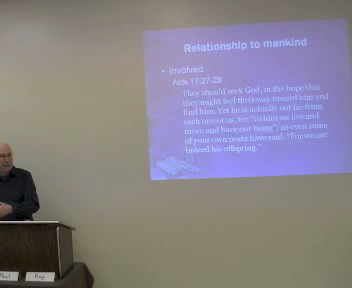 Relationship to mankind
• Involved
Acts 17:27-28
They should seek God, in the hope that
they might feel their way toward him and
find him. Yet he is actually not far from
each one of us, for "In him we live and
move and have our being"; as even some
of your own poets have said, "For we are
indeed his offspring."
Paul
Ray